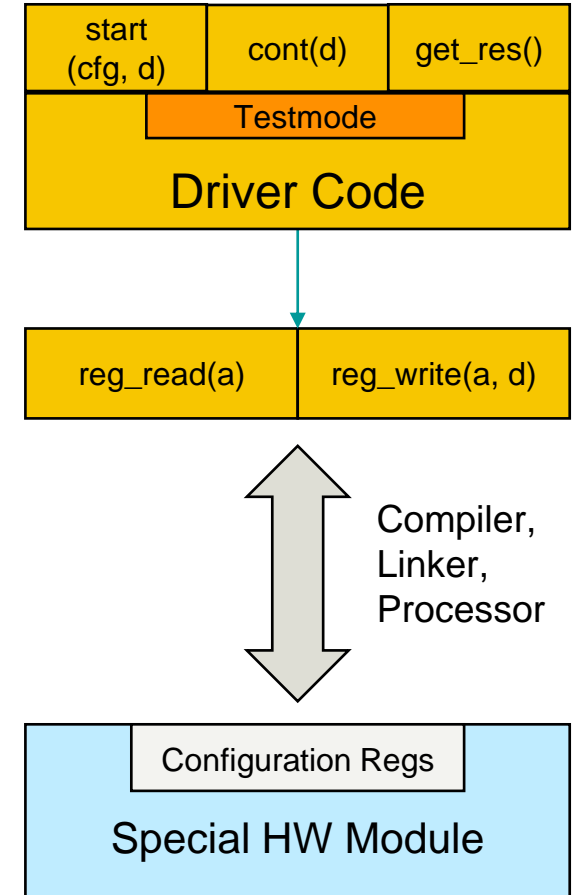 start
(cfg, d)
cont(d)
get_res()
Testmode
Driver Code
reg_read(a)
reg_write(a, d)
Compiler,
Linker,
Processor
Configuration Regs
Special HW Module